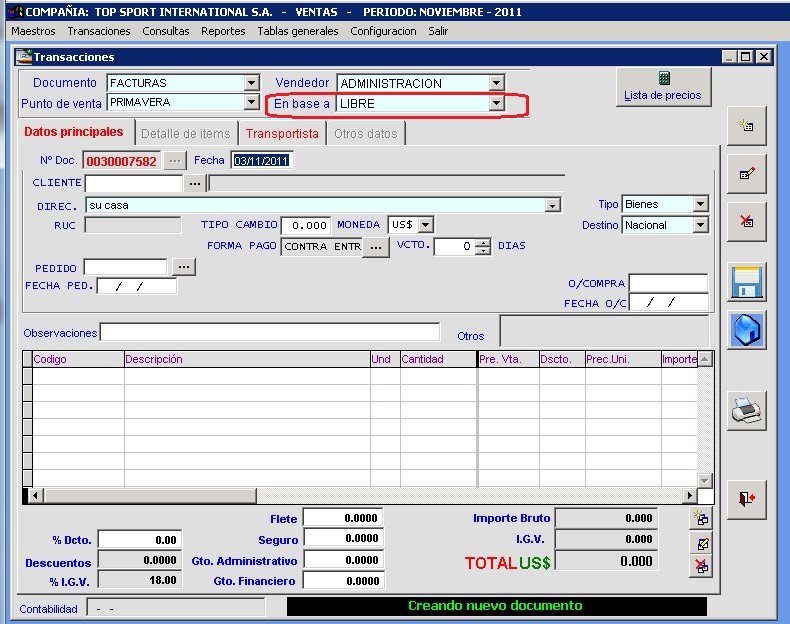 COMPAÑIA: TOP SPORT INTERNATIONAL S.A. - VENTAS - PERIODO: NOVIEMBRE - 2011
Maestros Transaciones Consultas Reportes Tablas generales Configuracion Salir
Transacciones
Documento FACTURAS Vendedor ADMINISTRACION
Punto de venta PRIMAVERA En base a LIBRE
Lista de precios
Datos principales Detalle de items Transportista Otros datos
Nº Doc. 0030007582 ... Fecha 03/11/2011
CLIENTE ...
DIREC. su casa Tipo Bienes
RUC TIPO CAMBIO 0.000 MONEDA US$ Destino Nacional
FORMA PAGO CONTRA ENTR ... VCTO. 0 DIAS
PEDIDO ...
FECHA PED. / / O/COMPRA
FECHA O/C / /
Observaciones Otros
Codigo Descripción Und Cantidad Pre. Vta. Dscto. Prec.Uni. Importe
Flete 0.0000 Importe Bruto 0.000
% Dcto. 0.00 Seguro 0.0000 I.G.V. 0.000
Descuentos 0.0000 Gto. Administrativo 0.0000 TOTAL US$ 0.000
% I.G.V. 18.00 Gto. Financiero 0.0000
Contabilidad - - Creando nuevo documento